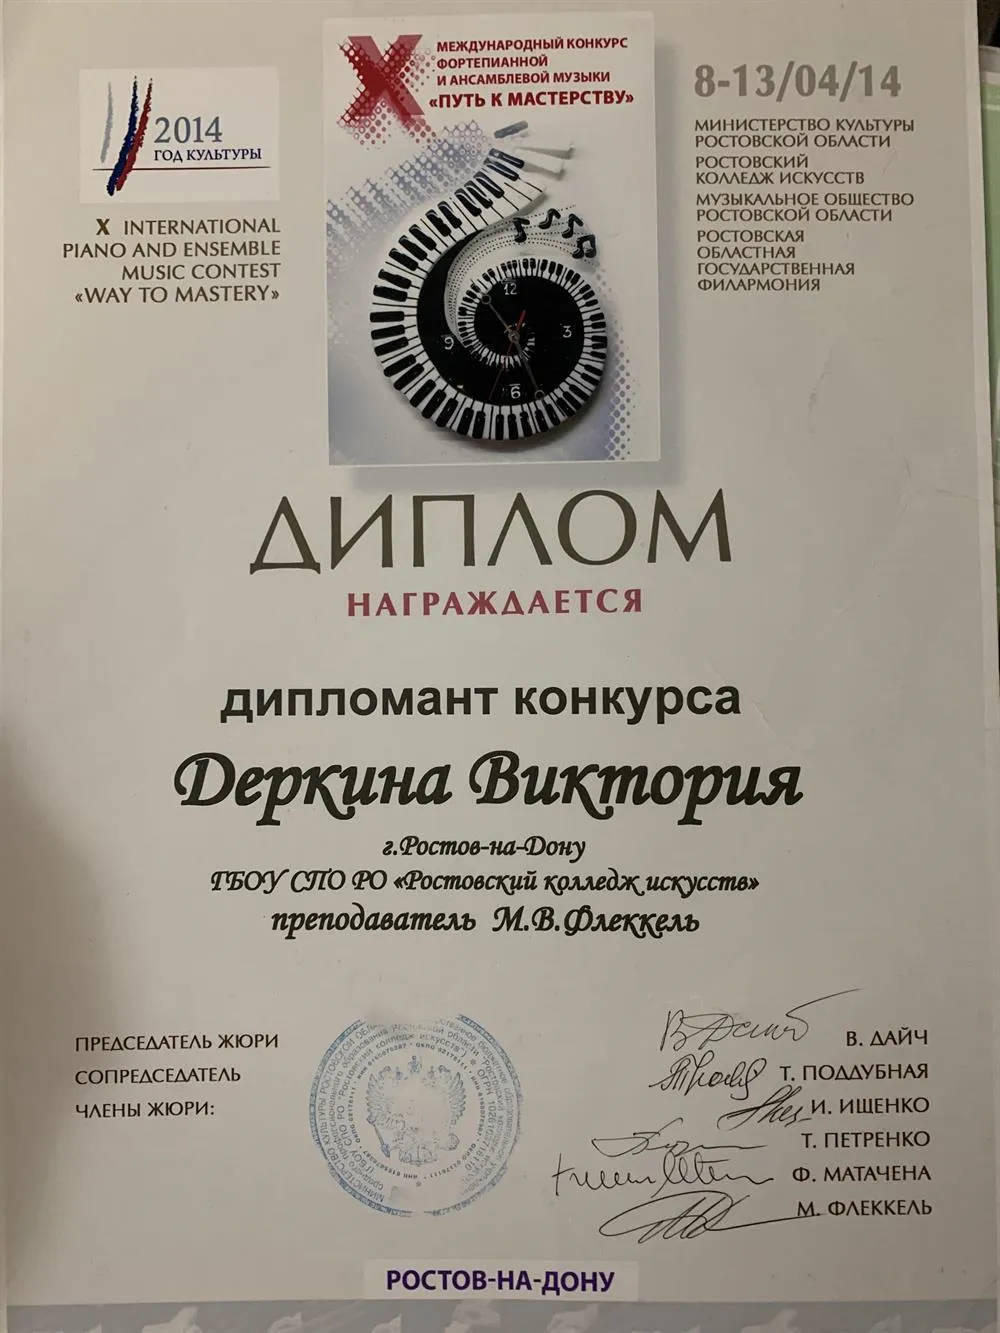 МЕЖДУНАРОДНЫЙ КОНКУРС
ФОРТЕПИАННОЙ
И АНСАМБЛЕВОЙ МУЗЫКИ
«ПУТЬ К МАСТЕРСТВУ»
X
2014
ГОД КУЛЬТУРЫ
X INTERNATIONAL
PIANO AND ENSEMBLE
MUSIC CONTEST
«WAY TO MASTERY»
8-13/04/14
МИНИСТЕРСТВО КУЛЬТУРЫ
РОСТОВСКОЙ ОБЛАСТИ
РОСТОВСКИЙ
КОЛЛЕДЖ ИСКУССТВ
МУЗЫКАЛЬНОЕ ОБЩЕСТВО
РОСТОВСКОЙ ОБЛАСТИ
РОСТОВСКАЯ
ОБЛАСТНАЯ
ГОСУДАРСТВЕННАЯ
ФИЛАРМОНИЯ
12
9
3
6
ДИПЛОМ
НАГРАЖДАЕТСЯ
дипломант конкурса
Деркина Виктория
г.Ростов-на-Дону
ГБОУ СПО РО «Ростовский колледж искусств»
преподаватель М.В.Флеккель
ПРЕДСЕДАТЕЛЬ ЖЮРИ
СОПРЕДСЕДАТЕЛЬ
ЧЛЕНЫ ЖЮРИ:
В. ДАЙЧ
Т. ПОДДУБНАЯ
И. ИЩЕНКО
Т. ПЕТРЕНКО
Ф. МАТАЧЕНА
М. ФЛЕККЕЛЬ
РОСТОВ-НА-ДОНУ